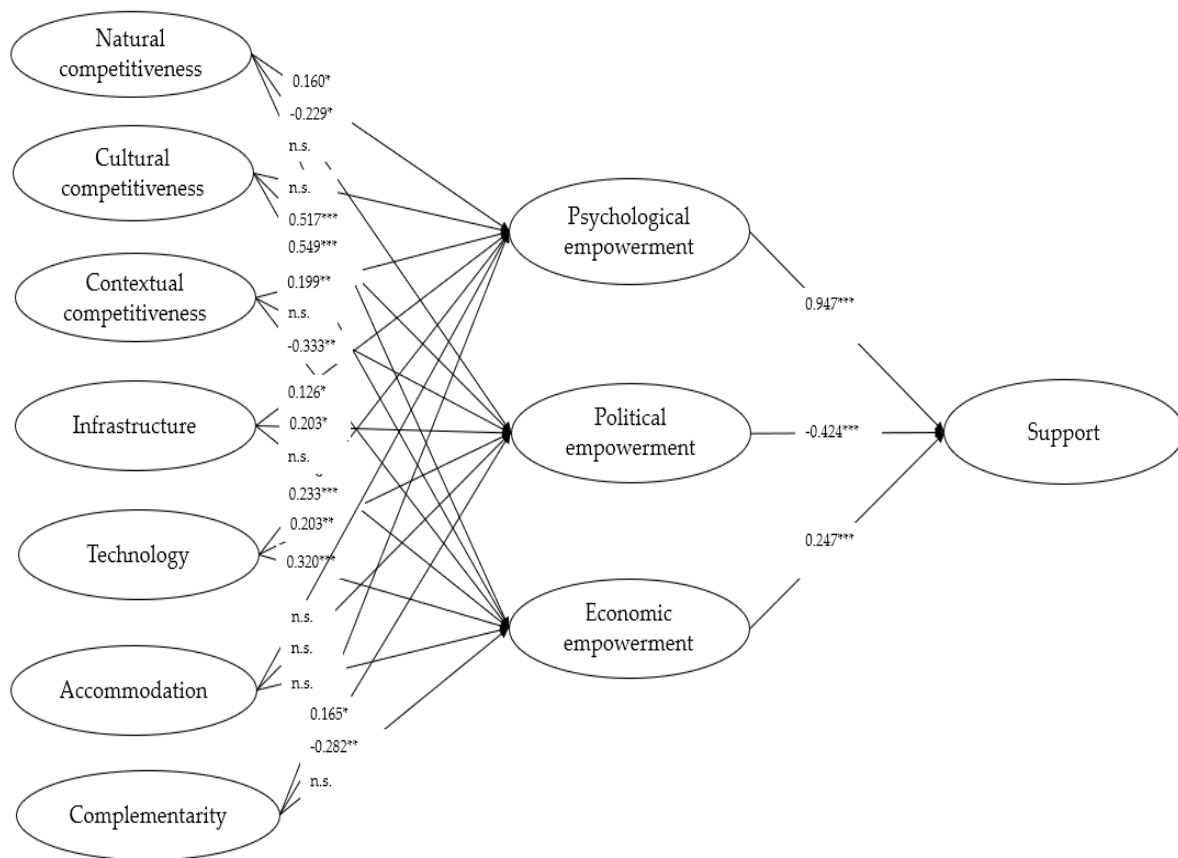 Natural
competitiveness
0.160*
-0.229*
n.s.
Cultural
competitiveness
n.s.
0.517***
0.549***
Contextual
competitiveness
0.199**
n.s.
-0.333**
Infrastructure
0.126*
0.203*
n.s.
Technology
0.233***
0.203**
0.320***
Accommodation
n.s.
n.s.
n.s.
Complementarity
0.165*
-0.282**
n.s.
Psychological
empowerment
Political
empowerment
Economic
empowerment
0.947***
-0.424***
0.247***
Support